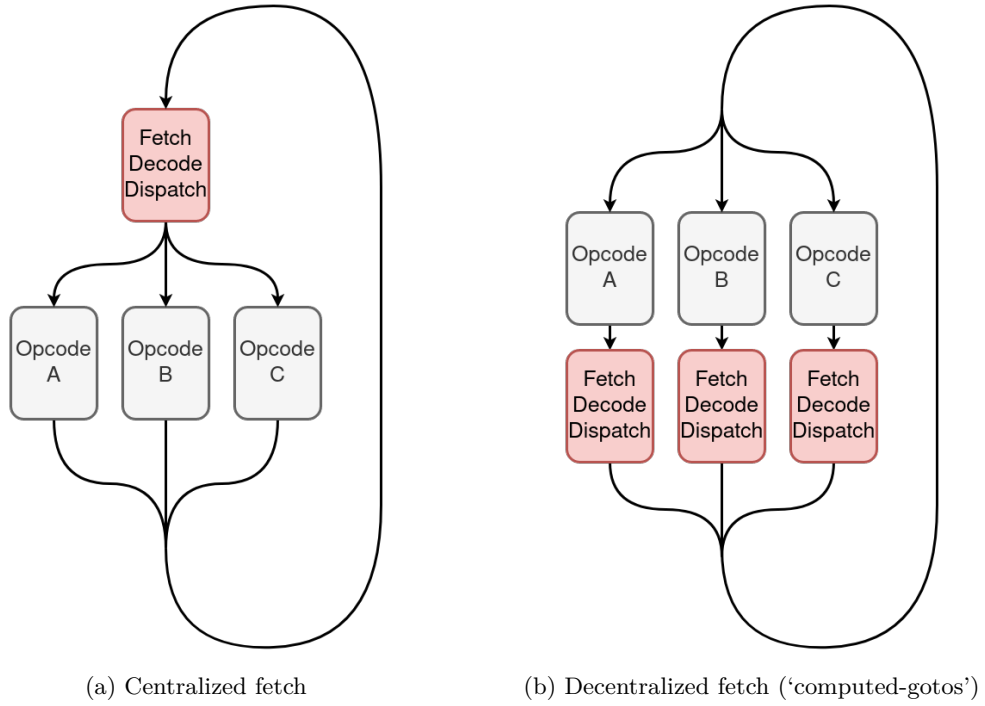 Fetch
Decode
Dispatch
Opcode
A
Opcode
B
Opcode
C
(a) Centralized fetch
Opcode
A
Opcode
B
Opcode
C
Fetch
Decode
Dispatch
Fetch
Decode
Dispatch
Fetch
Decode
Dispatch
(b) Decentralized fetch (‘computed-gotos’)